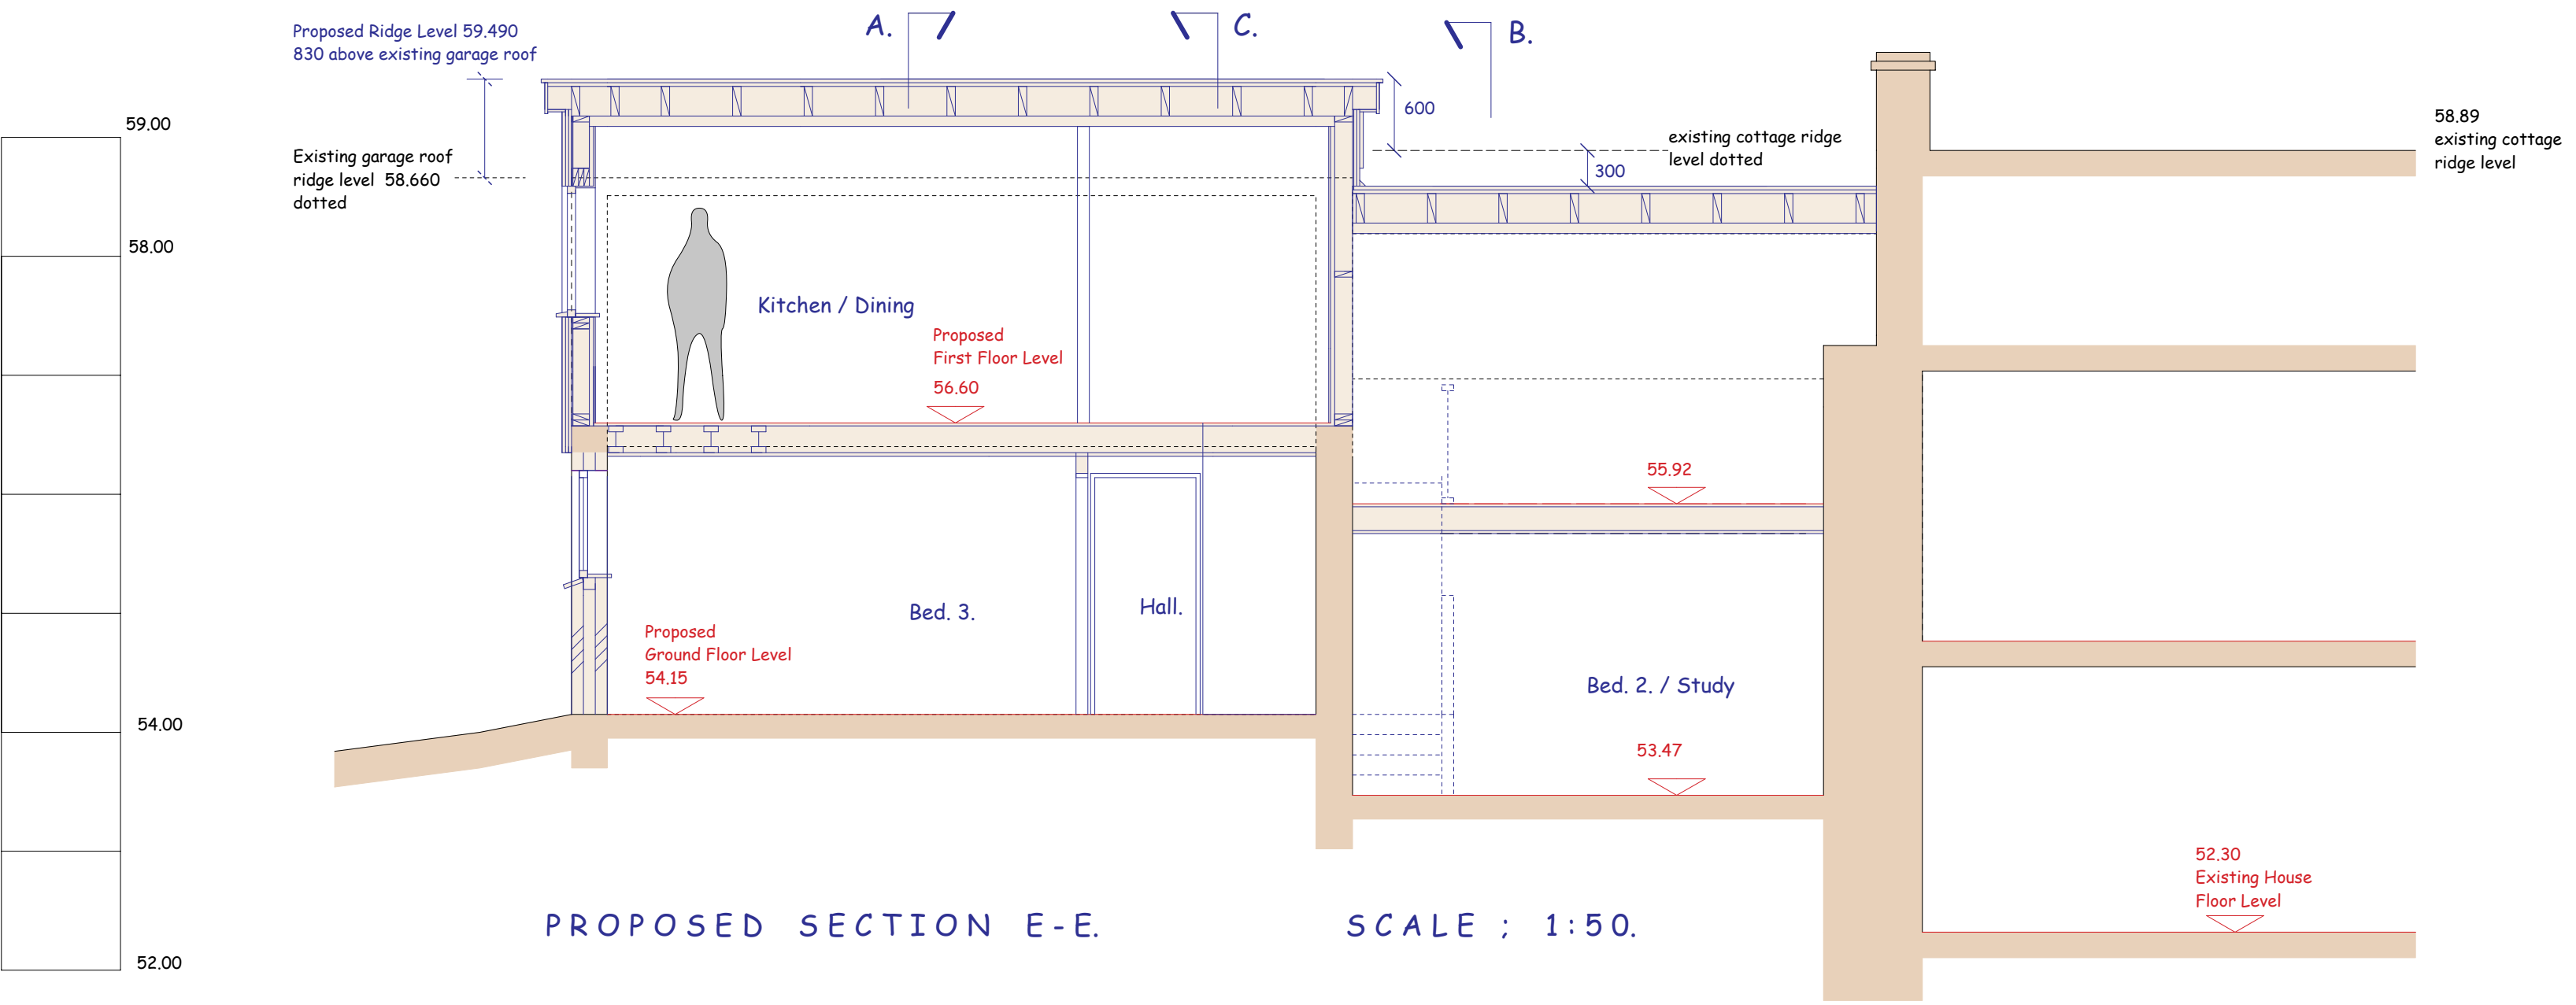 A.
C.
B.
Proposed Ridge Level 59.490
830 above existing garage roof
600
59.00
Existing garage roof
ridge level 58.660
dotted
existing cottage ridge
level dotted
300
58.89
existing cottage
ridge level
58.00
Kitchen / Dining
Proposed
First Floor Level
56.60
55.92
Bed. 3.
Hall.
Proposed
Ground Floor Level
54.15
Bed. 2. / Study
54.00
53.47
52.30
Existing House
Floor Level
PROPOSED SECTION E-E.
SCALE ; 1:50.
52.00